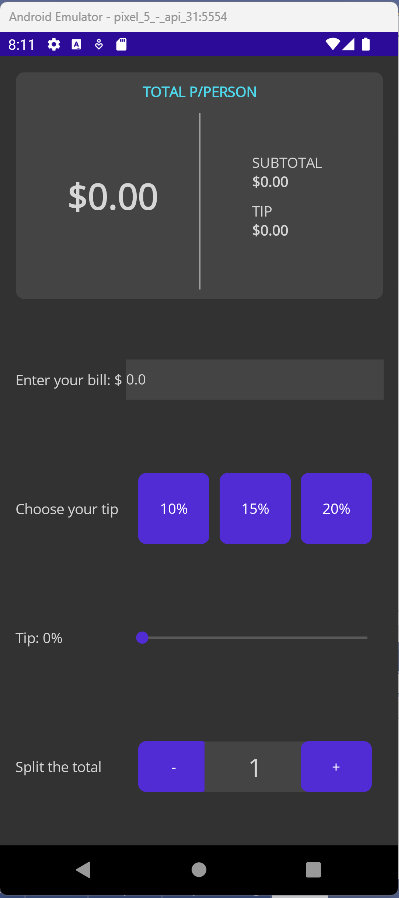 Android Emulator - pixel_5_-_api_31:5554
8:11
TOTAL P/PERSON
$0.00
SUBTOTAL
$0.00
TIP
$0.00
Enter your bill: $ 0.0
Choose your tip 10% 15% 20%
Tip: 0%
Split the total - 1 +